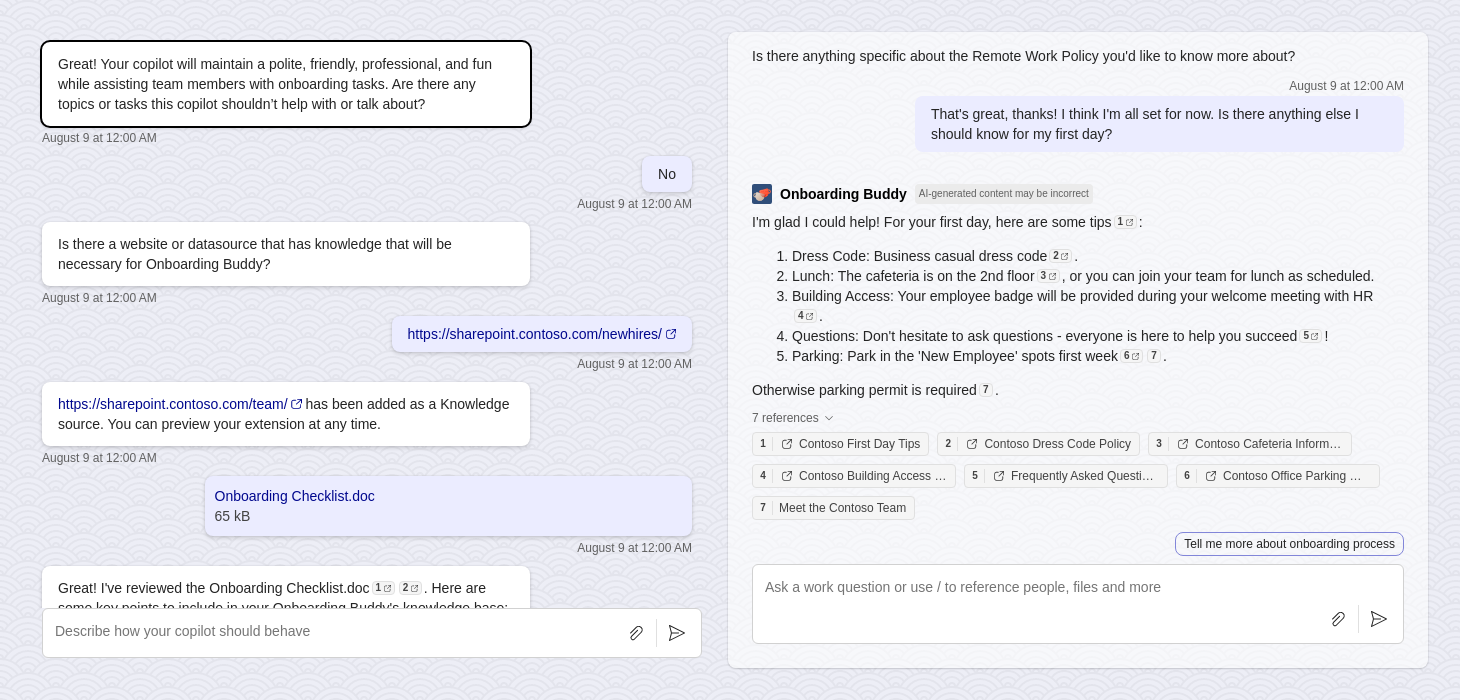 Great! Your copilot will maintain a polite, friendly, professional, and fun
while assisting team members with onboarding tasks. Are there any
topics or tasks this copilot shouldn’t help with or talk about?
August 9 at 12:00 AM
No
August 9 at 12:00 AM
Is there a website or datasource that has knowledge that will be
necessary for Onboarding Buddy?
August 9 at 12:00 AM
https://sharepoint.contoso.com/newhires/
August 9 at 12:00 AM
https://sharepoint.contoso.com/team/ has been added as a Knowledge
source. You can preview your extension at any time.
August 9 at 12:00 AM
Onboarding Checklist.doc
65 kB
August 9 at 12:00 AM
Great! I've reviewed the Onboarding Checklist.doc 1 2 . Here are
some key points to include in your Onboarding Buddy's knowledge base:
Describe how your copilot should behave
Is there anything specific about the Remote Work Policy you'd like to know more about?
August 9 at 12:00 AM
That's great, thanks! I think I'm all set for now. Is there anything else I
should know for my first day?
Onboarding Buddy AI-generated content may be incorrect
I'm glad I could help! For your first day, here are some tips 1 :
1. Dress Code: Business casual dress code 2 .
2. Lunch: The cafeteria is on the 2nd floor 3 , or you can join your team for lunch as scheduled.
3. Building Access: Your employee badge will be provided during your welcome meeting with HR
4 .
4. Questions: Don't hesitate to ask questions - everyone is here to help you succeed 5 !
5. Parking: Park in the 'New Employee' spots first week 6 7 .
Otherwise parking permit is required 7 .
7 references
1 Contoso First Day Tips 2 Contoso Dress Code Policy 3 Contoso Cafeteria Inform…
4 Contoso Building Access … 5 Frequently Asked Questi… 6 Contoso Office Parking …
7 Meet the Contoso Team
Tell me more about onboarding process
Ask a work question or use / to reference people, files and more